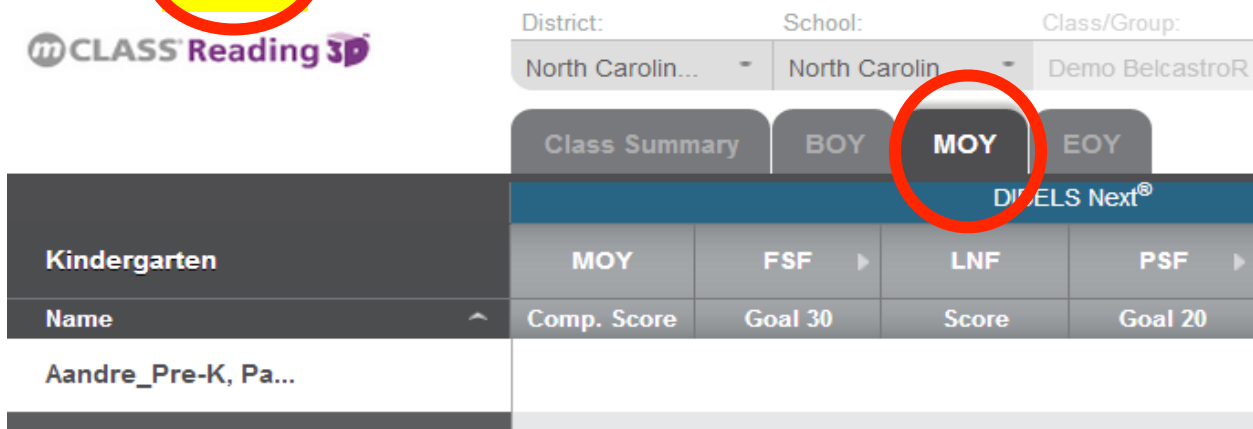 District: School: Class/Group:
mCLASS® Reading 3D
North Carolin... North Carolin... Demo BelcastroR
Class Summary BOY MOY EOY
DIBELS Next®
Kindergarten MOY FSF LNF PSF
Name Comp. Score Goal 30 Score Goal 20
Aandre_Pre-K, Pa...